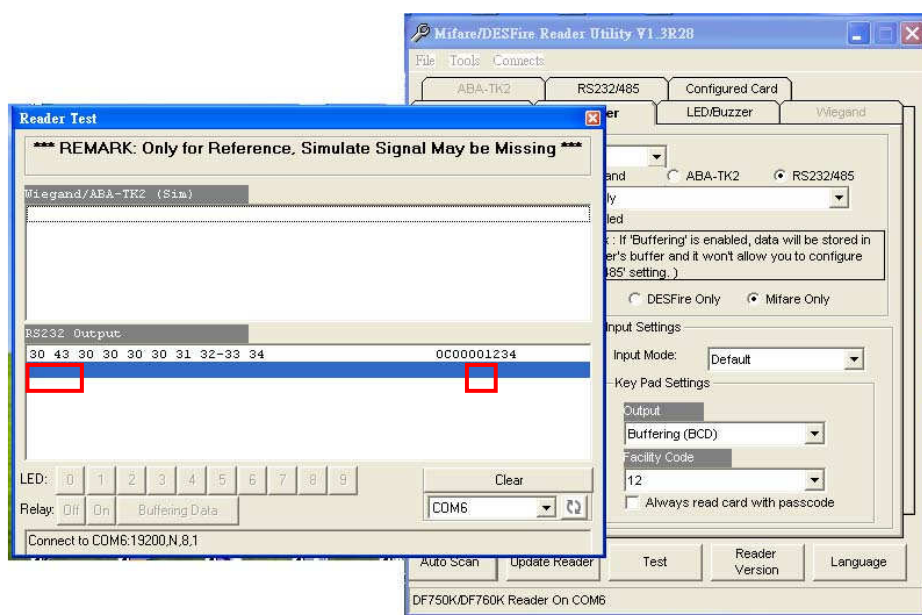 Mifare/DESFire Reader Utility V1.3R28
File Tools Connects
ABA-TK2 RS232/485 Configured Card
er LED/Buzzer Wiegand
and ABA-TK2 RS232/485
ly
led
: If 'Buffering' is enabled, data will be stored in
er's buffer and it won't allow you to configure
485' setting. )
DESFire Only Mifare Only
Input Settings
Input Mode: Default
Key Pad Settings
Output
Buffering (BCD)
Facility Code
12
Always read card with passcode
Auto Scan Update Reader Test Reader Version Language
DF750K/DF760K Reader On COM6
Reader Test
*** REMARK: Only for Reference, Simulate Signal May be Missing ***
Wiegand/ABA-TK2 (Sim)
RS232 Output
30 43 30 30 30 30 31 32-33 34 0C00001234
LED: 0 1 2 3 4 5 6 7 8 9 Clear
Relay: Off On Buffering Data COM6
Connect to COM6:19200,N,8,1